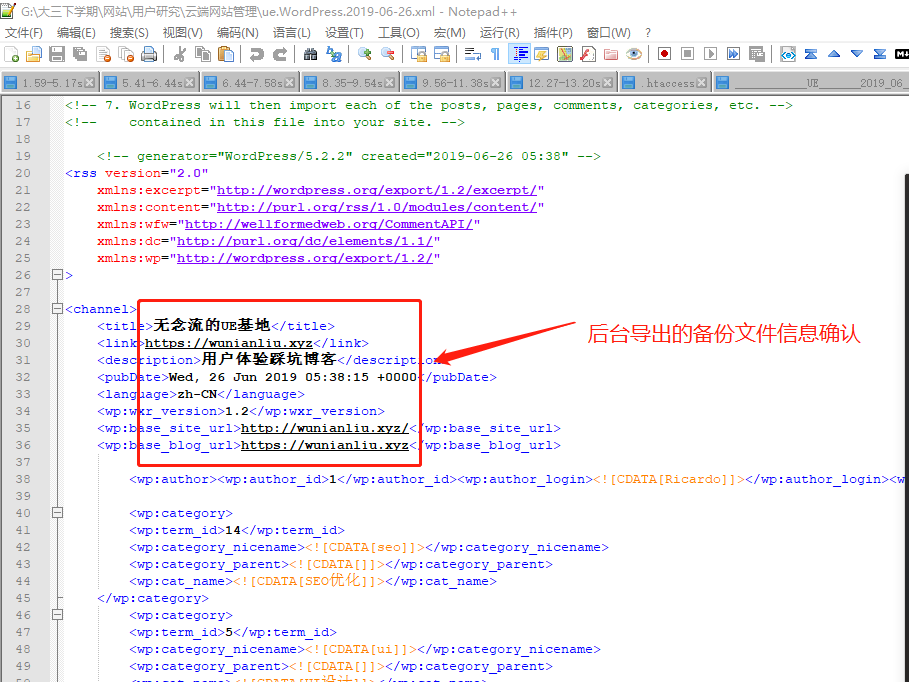 G:\大三下学期\网站\用户研究\云端网站管理\ue.WordPress.2019-06-26.xml - Notepad++
文件(F) 编辑(E) 搜索(S) 视图(V) 编码(N) 语言(L) 设置(T) 工具(O) 宏(M) 运行(R) 插件(P) 窗口(W) ?
1.59-5.17s 5.41-6.44s 6.44-7.58s 8.35-9.54s 9.56-11.38s 12.27-13.20s .htaccess ________UE______2019_06_
16 <!-- 7. WordPress will then import each of the posts, pages, comments, categories, etc. -->
17 <!--    contained in this file into your site. -->
18
19 <!-- generator="WordPress/5.2.2" created="2019-06-26 05:38" -->
20 <rss version="2.0"
21 xmlns:excerpt="http://wordpress.org/export/1.2/excerpt/"
22 xmlns:content="http://purl.org/rss/1.0/modules/content/"
23 xmlns:wfw="http://wellformedweb.org/CommentAPI/"
24 xmlns:dc="http://purl.org/dc/elements/1.1/"
25 xmlns:wp="http://wordpress.org/export/1.2/"
26 >
27
28 <channel>
29 <title>无念流的UE基地</title>
30 <link>https://wunianliu.xyz</link>
后台导出的备份文件信息确认
31 <description>用户体验踩坑博客</description
32 <pubDate>Wed, 26 Jun 2019 05:38:15 +0000</pubDate>
33 <language>zh-CN</language>
34 <wp:wxr_version>1.2</wp:wxr_version>
35 <wp:base_site_url>http://wunianliu.xyz/</wp:base_site_url>
36 <wp:base_blog_url>https://wunianliu.xyz</wp:base_blog_url>
37
38 <wp:author><wp:author_id>1</wp:author_id><wp:author_login><![CDATA[Ricardo]]></wp:author_login><w
39
40 <wp:category>
41 <wp:term_id>14</wp:term_id>
42 <wp:category_nicename><![CDATA[seo]]></wp:category_nicename>
43 <wp:category_parent><![CDATA[]]></wp:category_parent>
44 <wp:cat_name><![CDATA[SEO优化]]></wp:cat_name>
45 </wp:category>
46 <wp:category>
47 <wp:term_id>5</wp:term_id>
48 <wp:category_nicename><![CDATA[ui]]></wp:category_nicename>
49 <wp:category_parent><![CDATA[]]></wp:category_parent>
50 <wp:cat_name><![CDATA[UI设计]]></wp:cat_name>